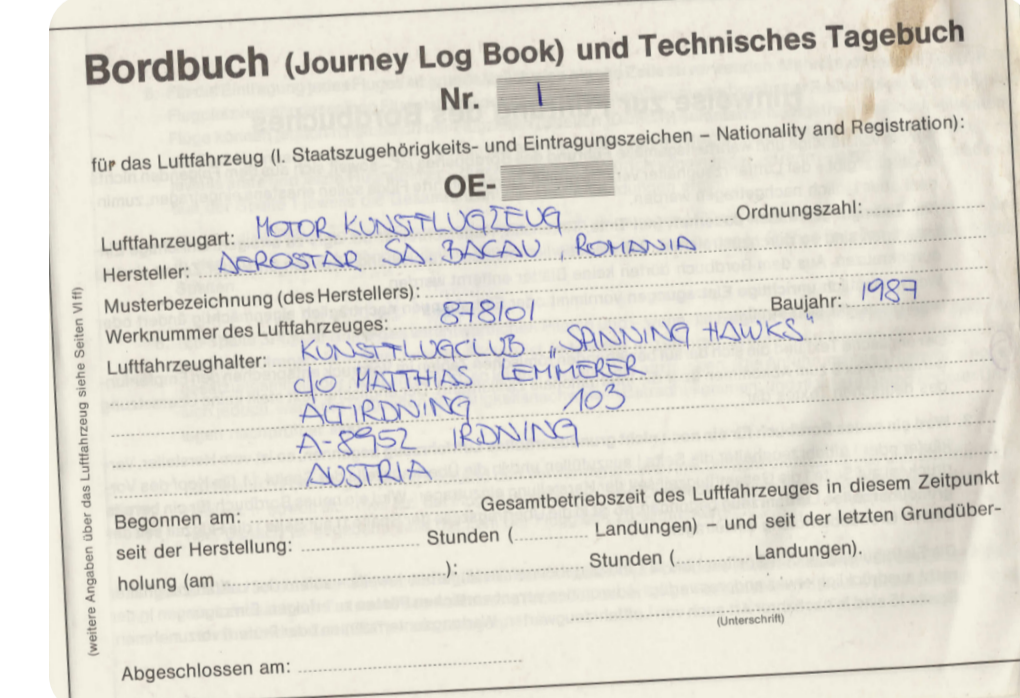 Bordbuch (Journey Log Book) und Technisches Tagebuch
Nr. 1
für das Luftfahrzeug (I. Staatszugehörigkeits- und Eintragungszeichen – Nationality and Registration):
OE-
Luftfahrzeugart: MOTOR KUNSTFLUGZEUG Ordnungszahl:
Hersteller: AEROSTAR SA. BACAU, ROMANIA
Musterbezeichnung (des Herstellers):
Werknummer des Luftfahrzeuges: 878101 Baujahr: 1987
Luftfahrzeughalter: KUNSTFLUGCLUB „SPANNING HAWKS“
c/o MATTHIAS LEMMERER
ALTIRDNING 103
A-8952 IRDNING
AUSTRIA
Begonnen am: Gesamtbetriebszeit des Luftfahrzeuges in diesem Zeitpunkt
seit der Herstellung: Stunden ( Landungen) – und seit der letzten Grundüber-
holung (am ): Stunden ( Landungen).
(Unterschrift)
Abgeschlossen am:
(weitere Angaben über das Luftfahrzeug siehe Seiten VI ff)